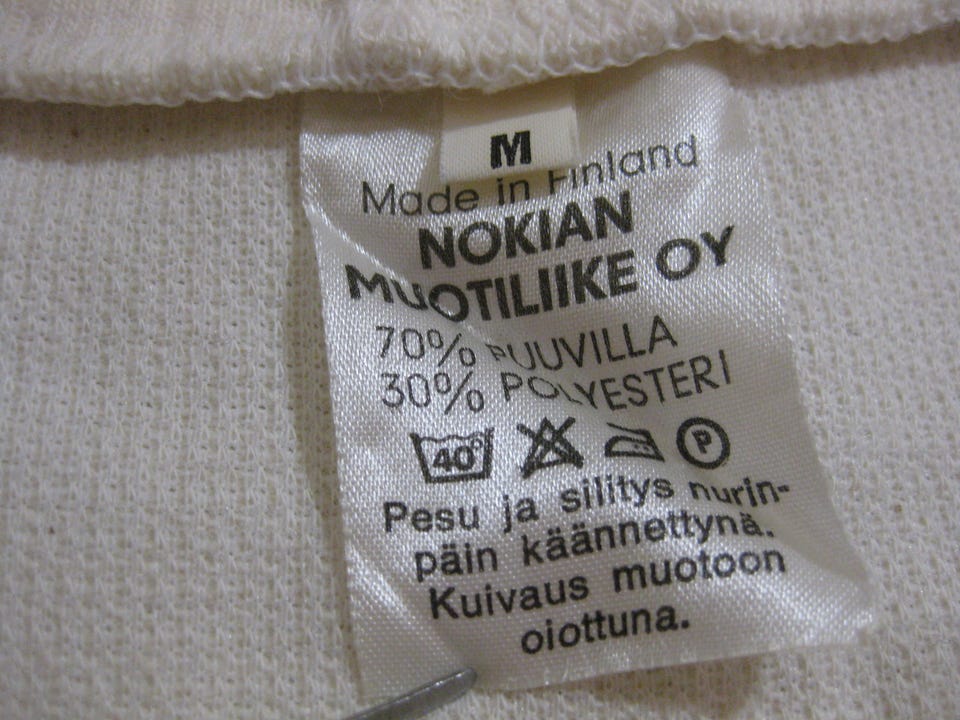 M
Made in Finland
NOKIAN
MUOTILIIKE OY
70% PUUVILLA
30% POLYESTERI
40° P
Pesu ja silitys nurin-
päin käännettynä.
Kuivaus muotoon
oiottuna.